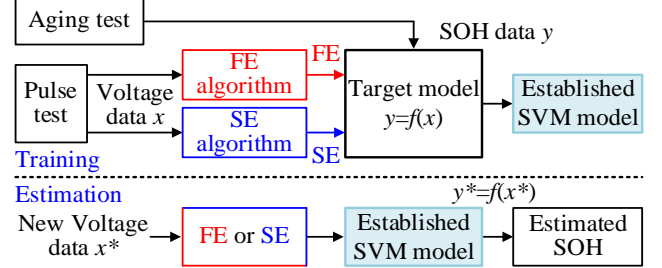 Aging test
SOH data y
FE
FE
algorithm
Pulse
test
Voltage
data x
Target model
y=f(x)
Established
SVM model
SE
algorithm
SE
Training
Estimation
y*=f(x*)
New Voltage
data x*
FE or SE
Established
SVM model
Estimated
SOH